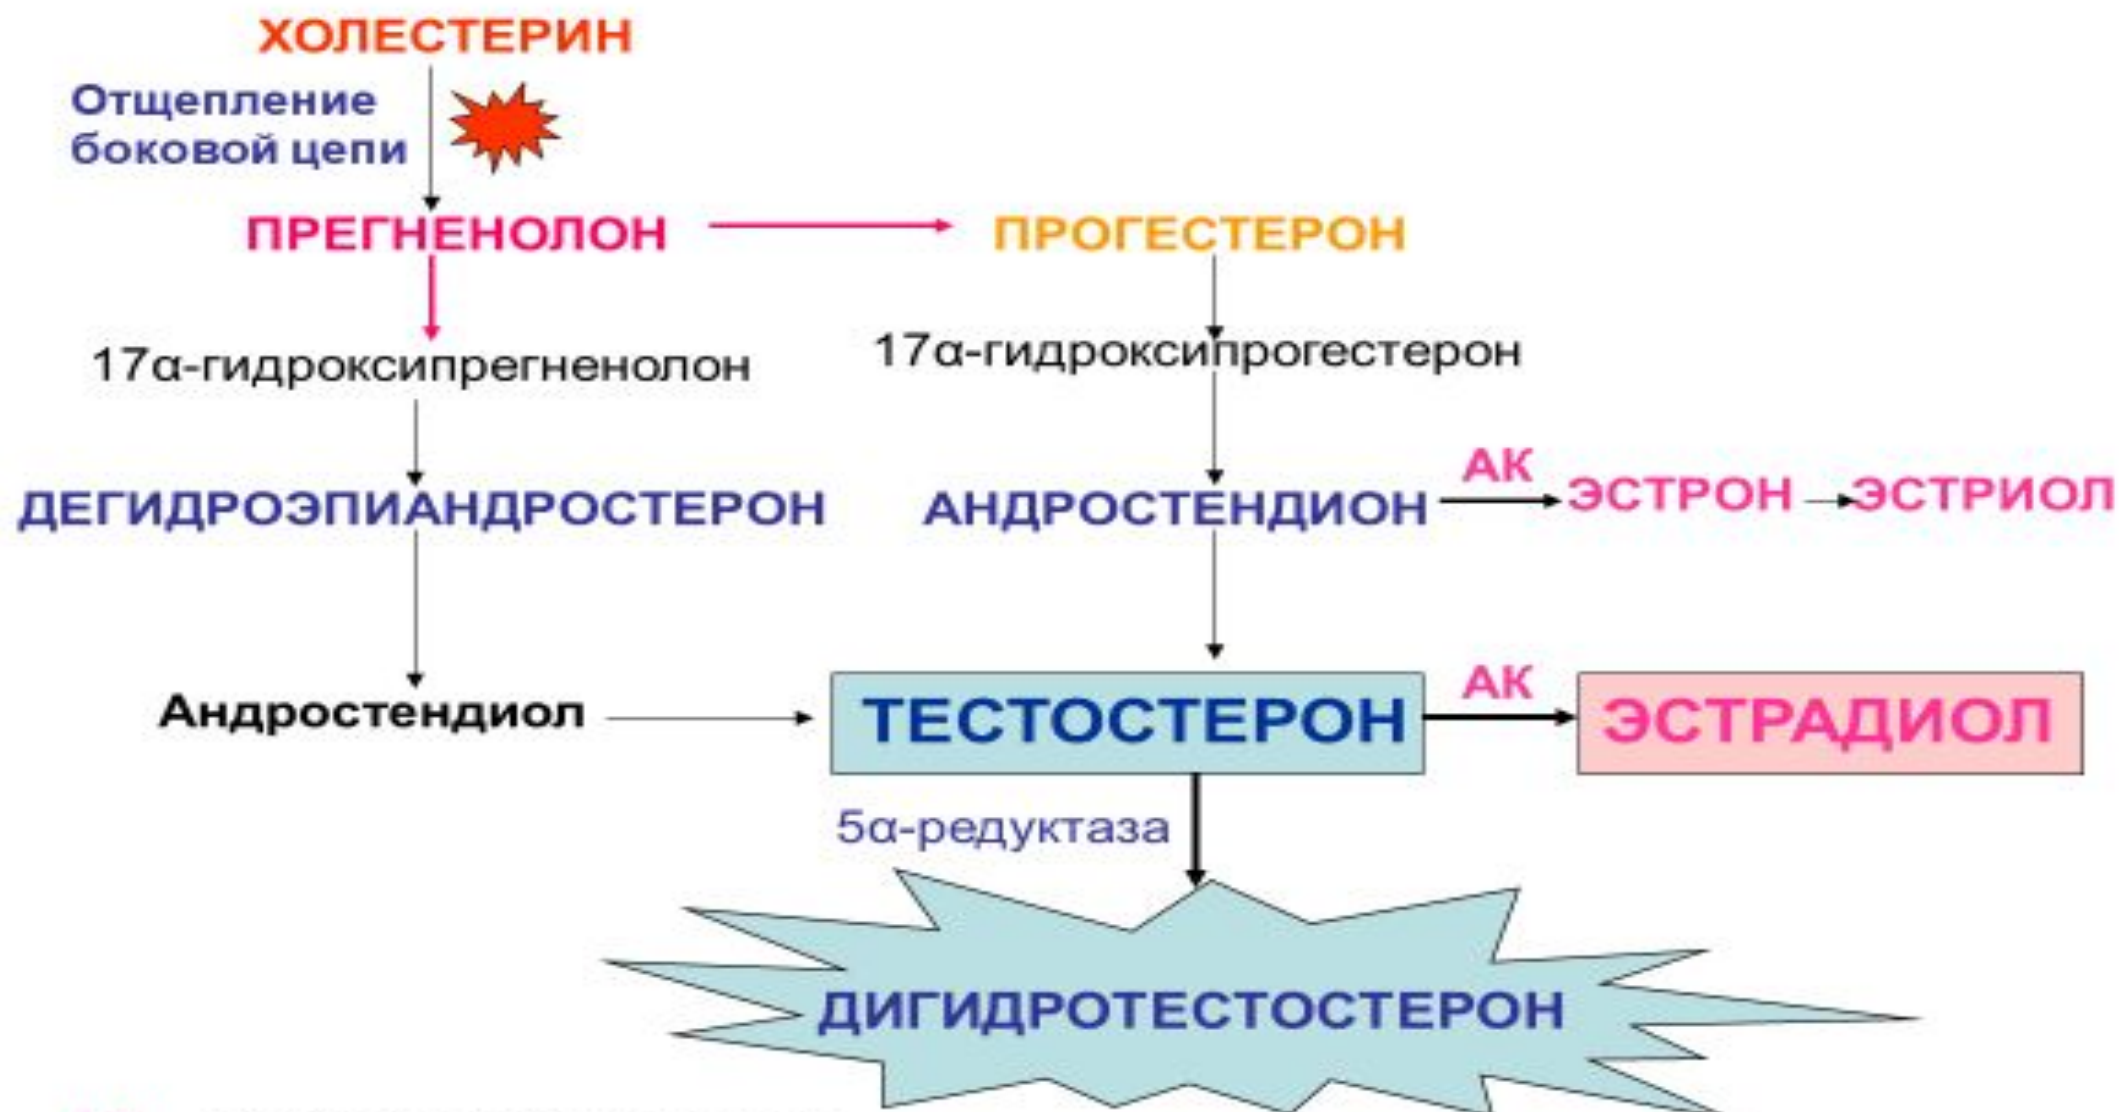 ХОЛЕСТЕРИН
Отщепление
боковой цепи
ПРЕГНЕНОЛОН
ПРОГЕСТЕРОН
17α-гидроксипрегненолон
17α-гидроксипрогестерон
ДЕГИДРОЭПИАНДРОСТЕРОН
АНДРОСТЕНДИОН
АК
ЭСТРОН
ЭСТРИОЛ
Андростендиол
ТЕСТОСТЕРОН
АК
ЭСТРАДИОЛ
5α-редуктаза
ДИГИДРОТЕСТОСТЕРОН